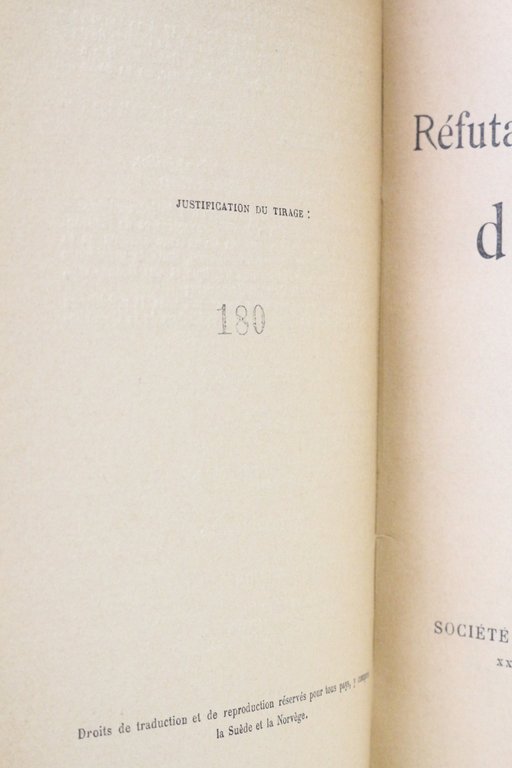 JUSTIFICATION DU TIRAGE :
180
Droits de traduction et de reproduction réservés pour tous pays, y compris
la Suède et la Norvège.
Réfuta
d
SOCIÉTÉ
xx